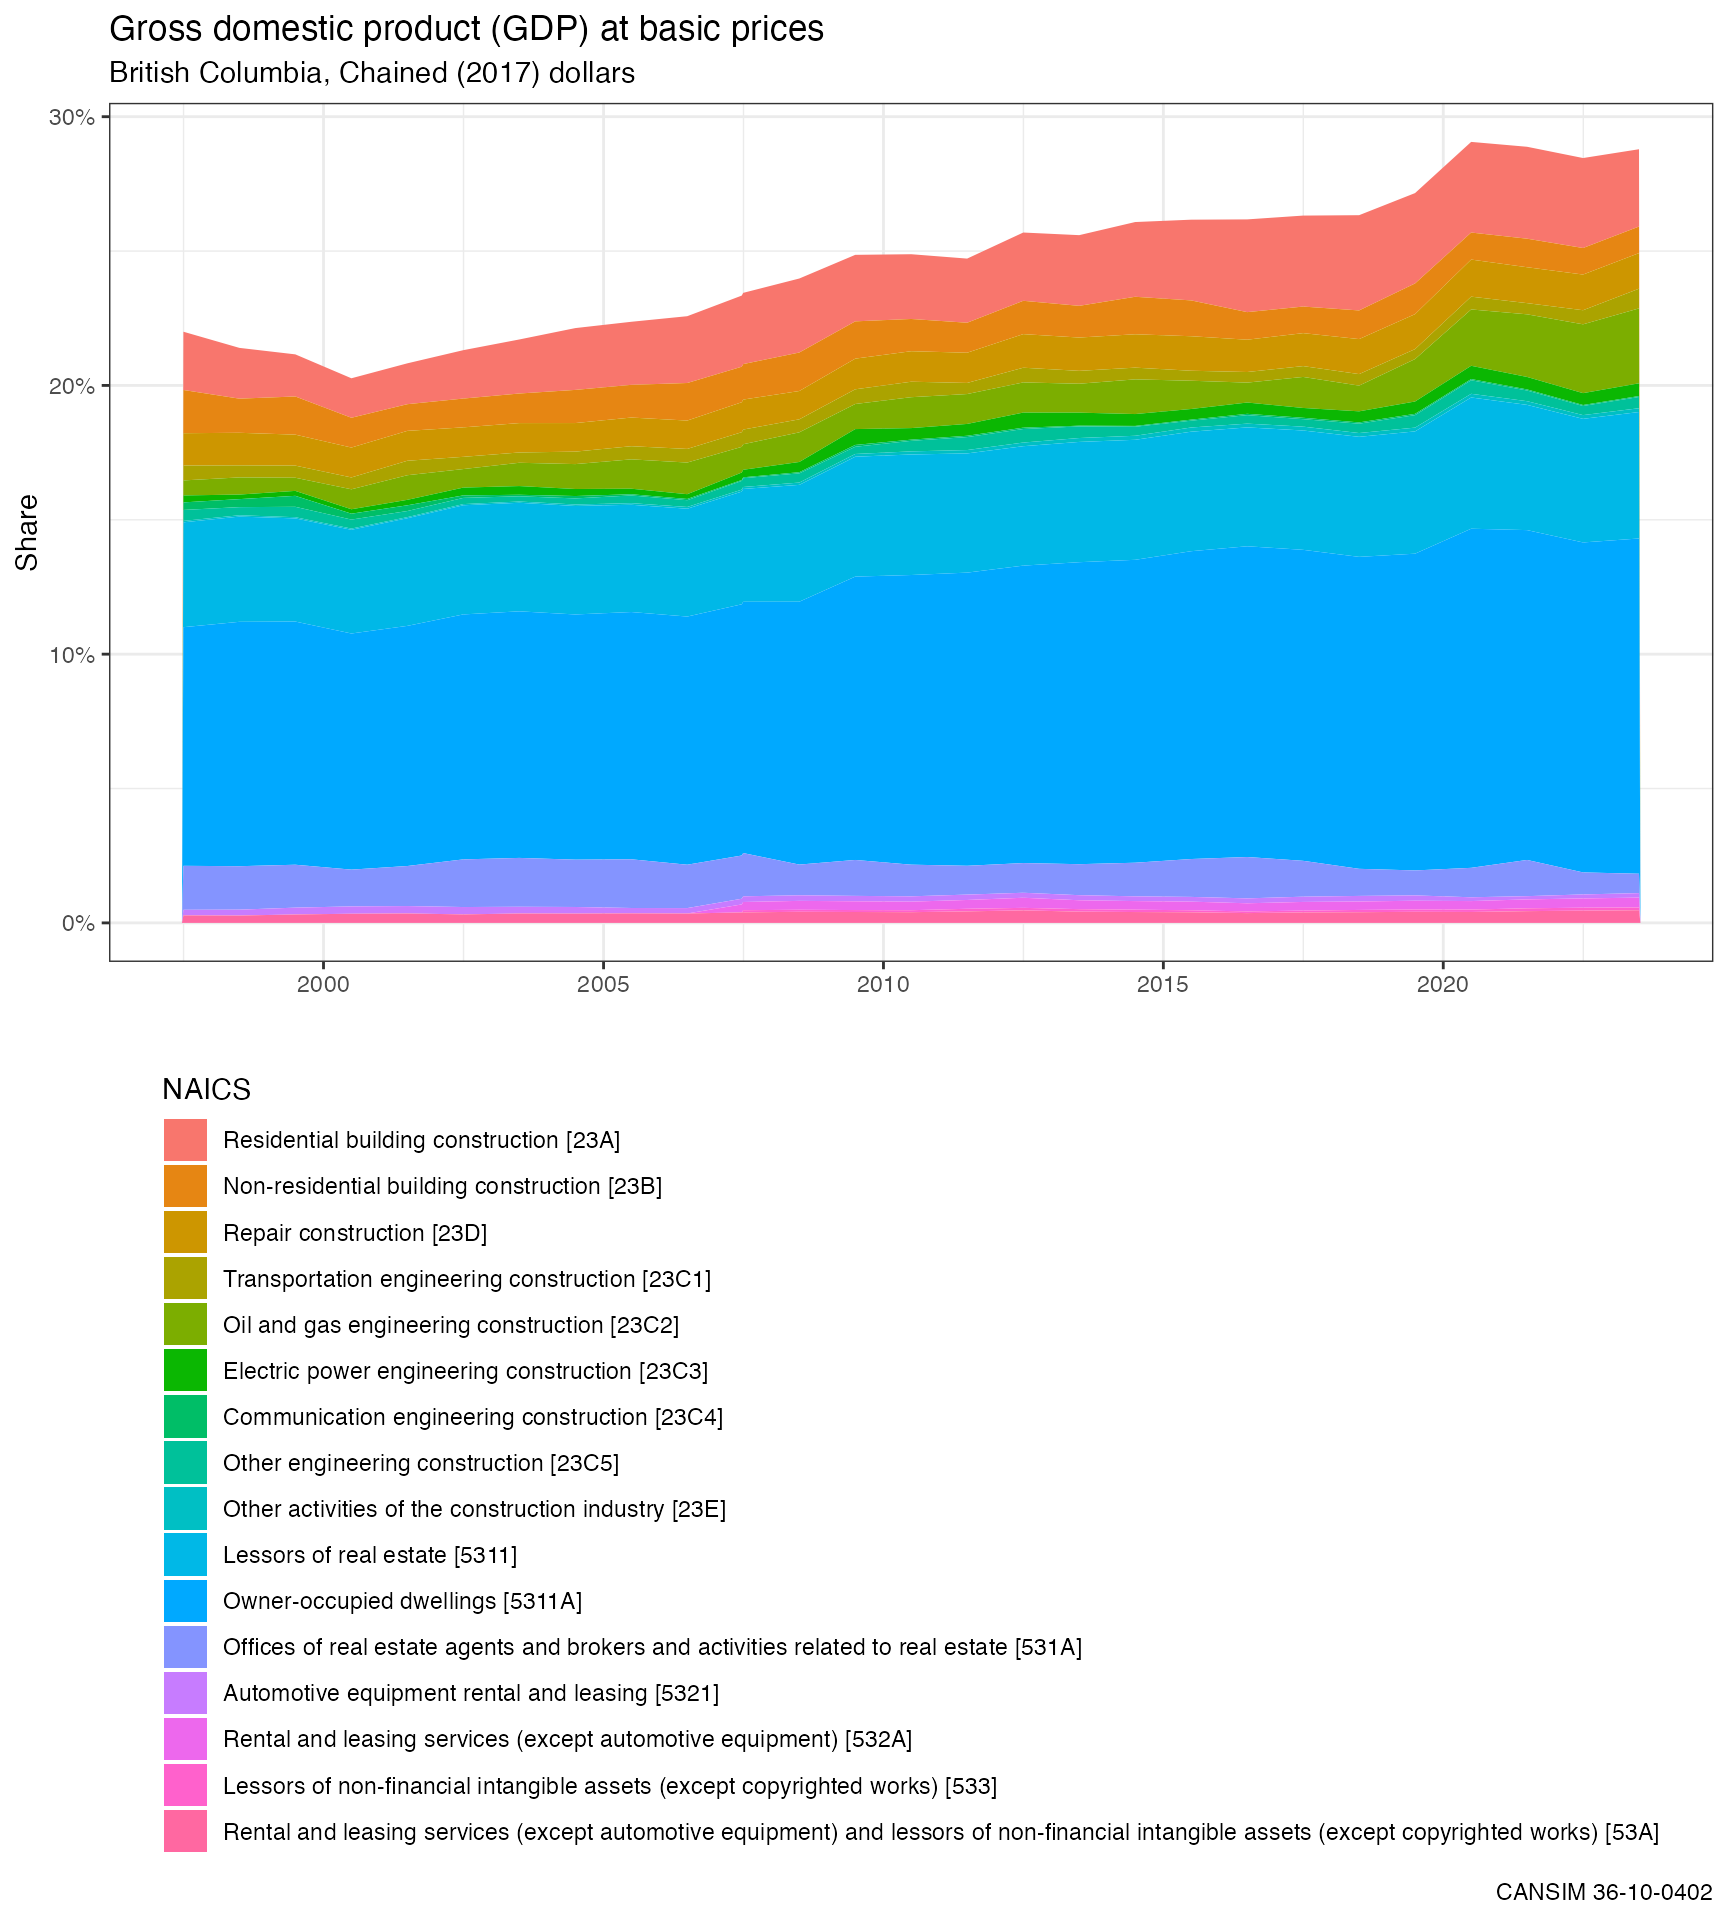 Gross domestic product (GDP) at basic prices
British Columbia, Chained (2017) dollars
30%
20%
10%
0%
Share
2000
2005
2010
2015
2020
NAICS
Residential building construction [23A]
Non-residential building construction [23B]
Repair construction [23D]
Transportation engineering construction [23C1]
Oil and gas engineering construction [23C2]
Electric power engineering construction [23C3]
Communication engineering construction [23C4]
Other engineering construction [23C5]
Other activities of the construction industry [23E]
Lessors of real estate [5311]
Owner-occupied dwellings [5311A]
Offices of real estate agents and brokers and activities related to real estate [531A]
Automotive equipment rental and leasing [5321]
Rental and leasing services (except automotive equipment) [532A]
Lessors of non-financial intangible assets (except copyrighted works) [533]
Rental and leasing services (except automotive equipment) and lessors of non-financial intangible assets (except copyrighted works) [53A]
CANSIM 36-10-0402